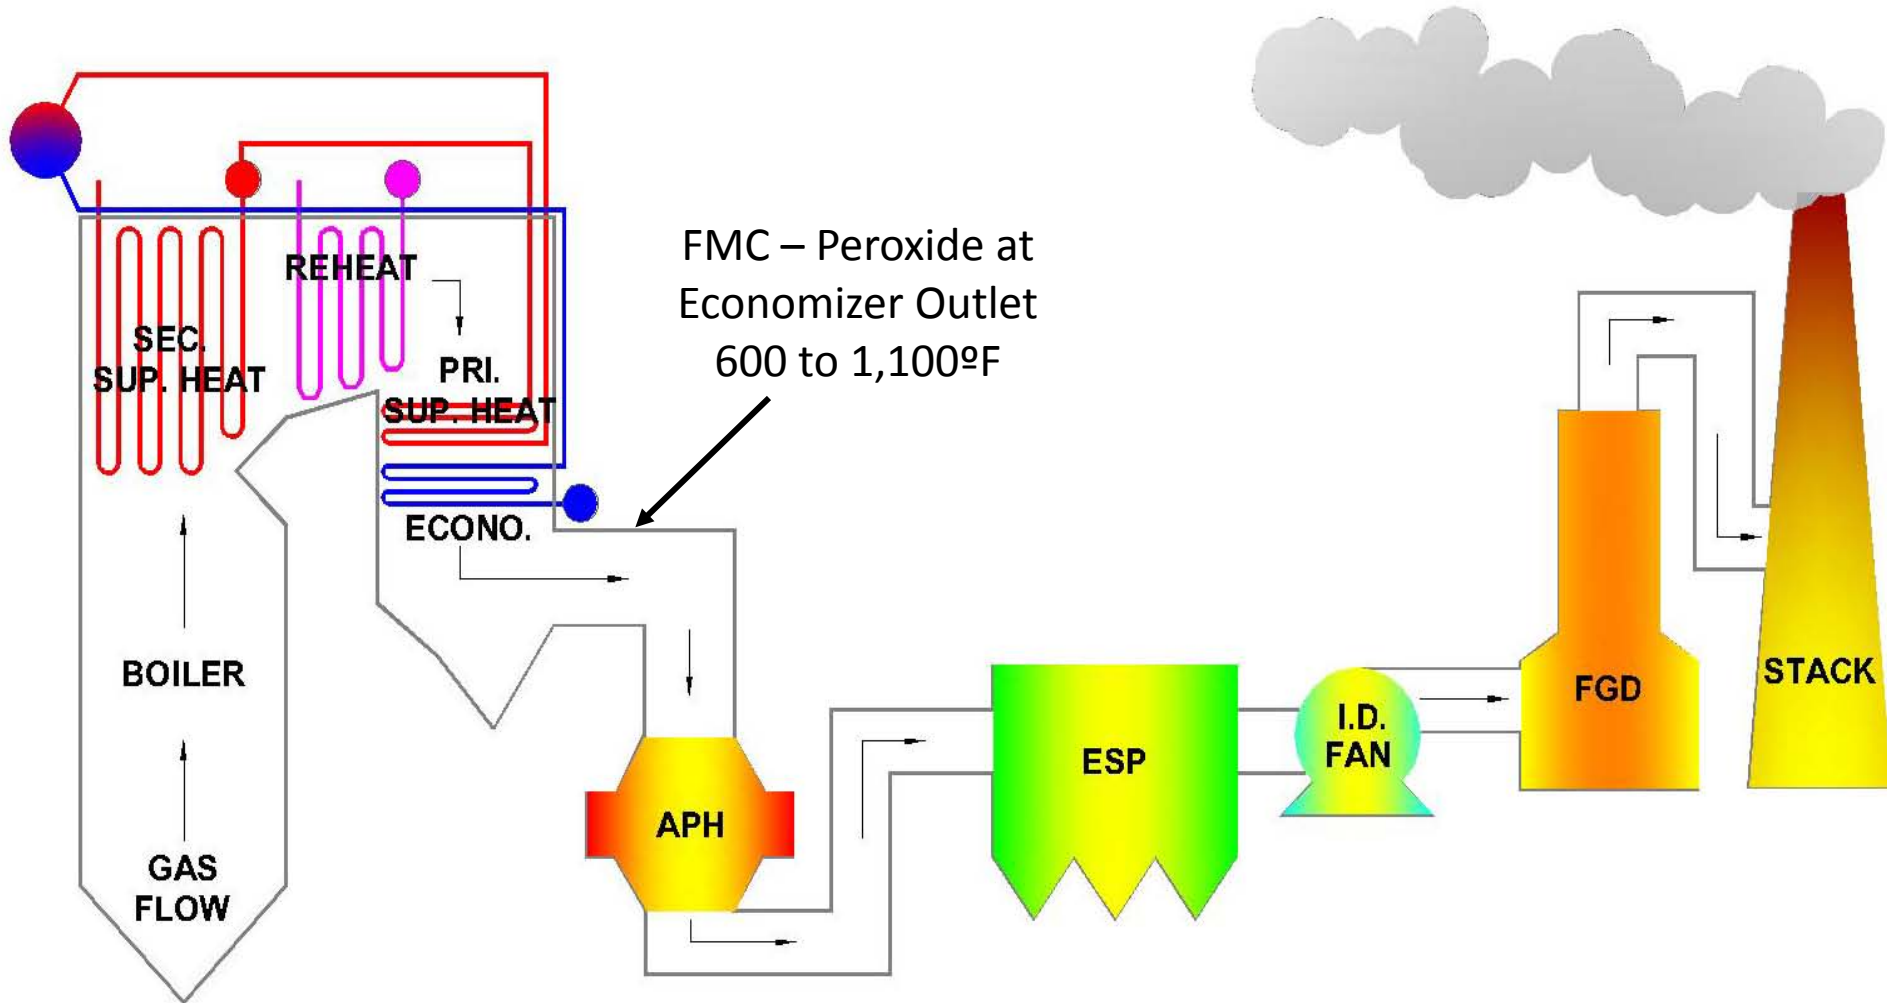 FMC – Peroxide at
Economizer Outlet
600 to 1,100ºF
REHEAT
SEC.
SUP. HEAT
PRI.
SUP. HEAT
ECONO.
BOILER
GAS
FLOW
APH
ESP
I.D.
FAN
FGD
STACK